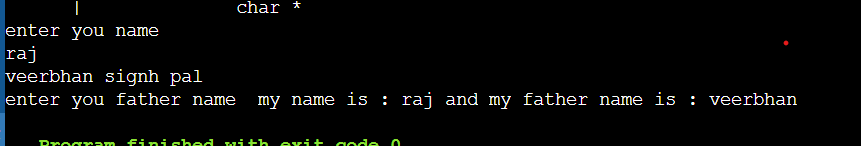 | char *
enter you name
raj
veerbhan signh pal
enter you father name  my name is : raj and my father name is : veerbhan
Program finished with exit code 0